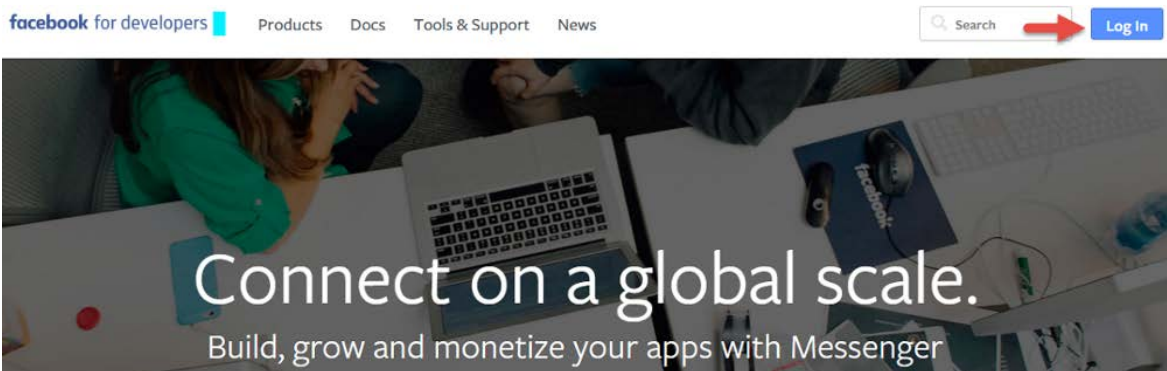 facebook for developers Products Docs Tools & Support News Search Log In
facebook
Connect on a global scale.
Build, grow and monetize your apps with Messenger